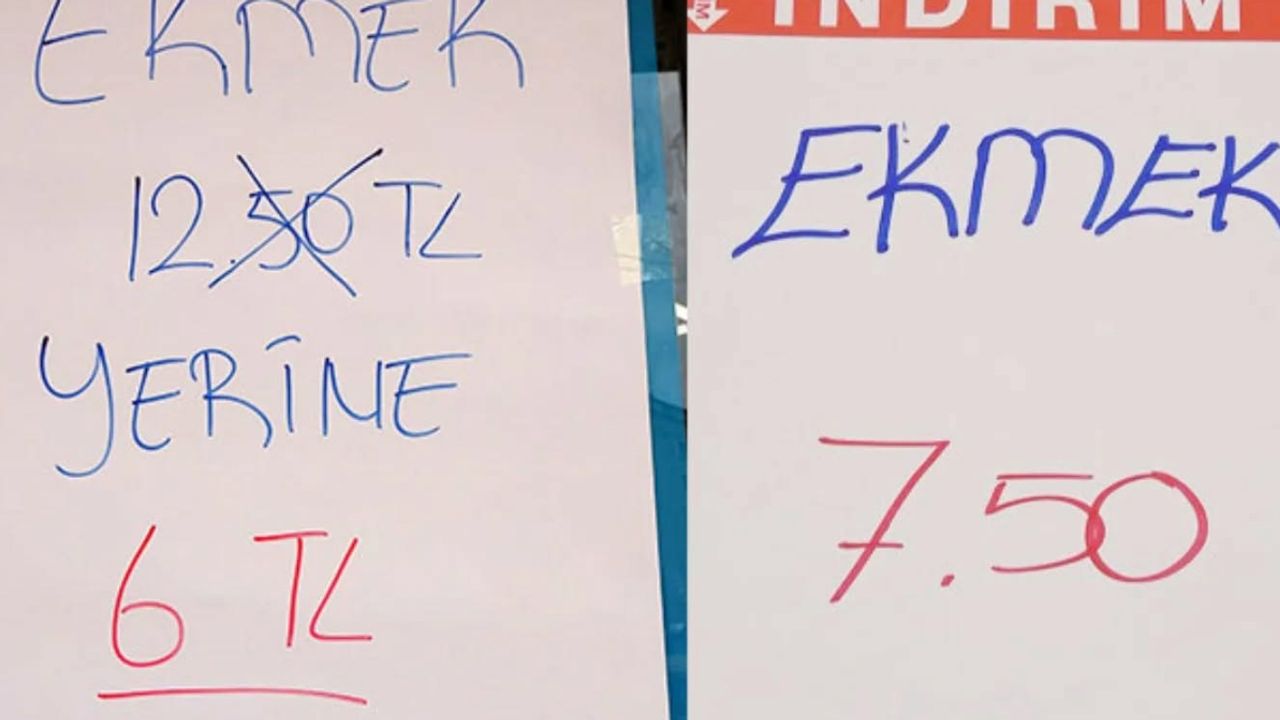 EKMEK
12.50 TL
YERİNE
6 TL
İNDİRİM
EKMEK
7.50